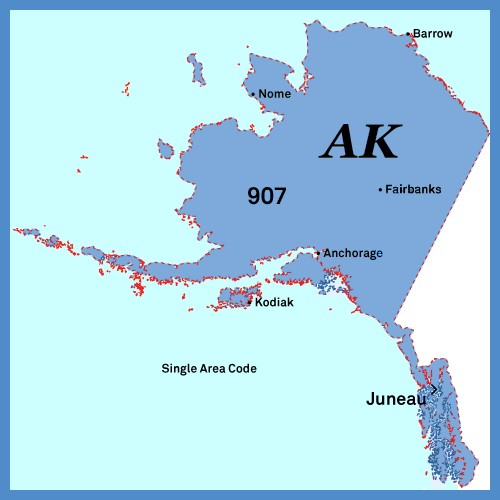 Barrow
Nome
AK
907
Fairbanks
Anchorage
Kodiak
Single Area Code
Juneau